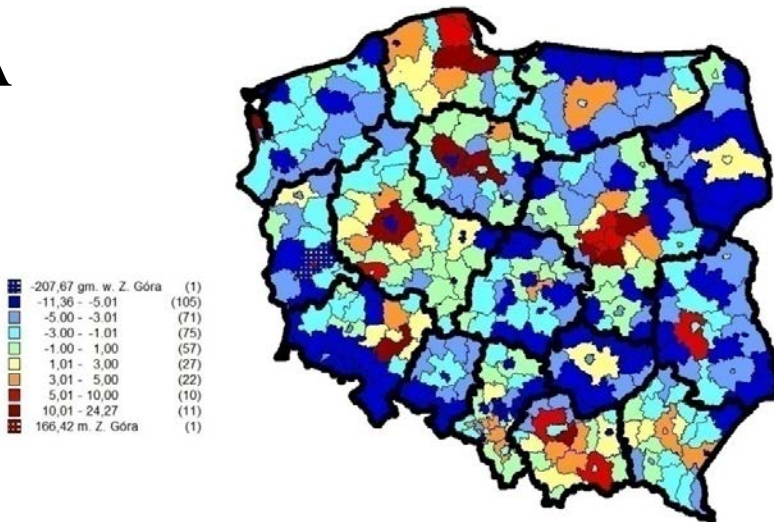 A
-207,67 gm. w. Z. Góra (1)
-11,36 - -5.01 (105)
-5.00 - -3.01 (71)
-3.00 - -1.01 (75)
-1.00 - 1,00 (57)
1,01 - 3,00 (27)
3,01 - 5,00 (22)
5,01 - 10,00 (10)
10,01 - 24,27 (11)
166,42 m. Z. Góra (1)